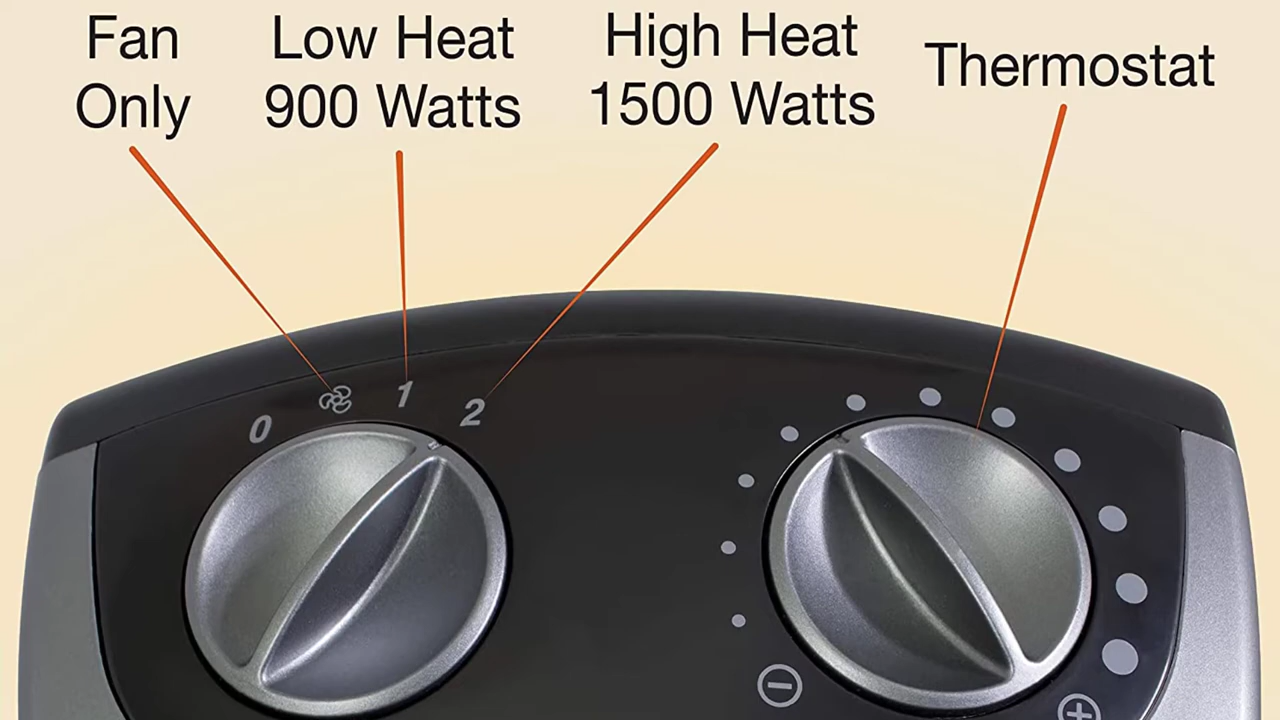 Fan
Only
Low Heat
900 Watts
High Heat
1500 Watts
Thermostat
0
1
2